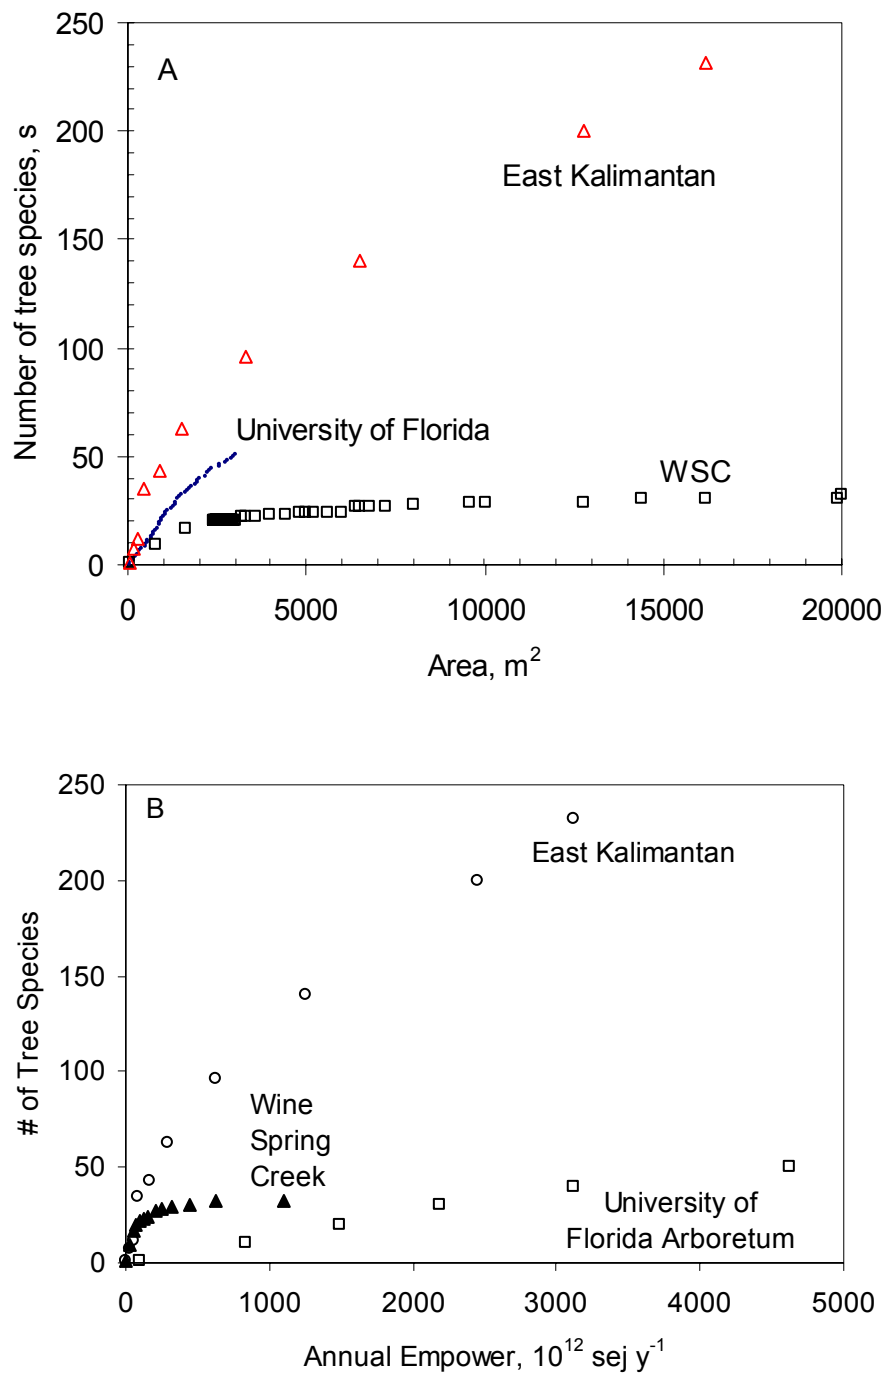 250
200
150
100
50
0
A
Number of tree species, s
East Kalimantan
University of Florida
WSC
0 5000 10000 15000 20000
Area, m²
250
200
150
100
50
0
B
# of Tree Species
East Kalimantan
Wine
Spring
Creek
University of
Florida Arboretum
0 1000 2000 3000 4000 5000
Annual Empower, 10¹² sej y⁻¹